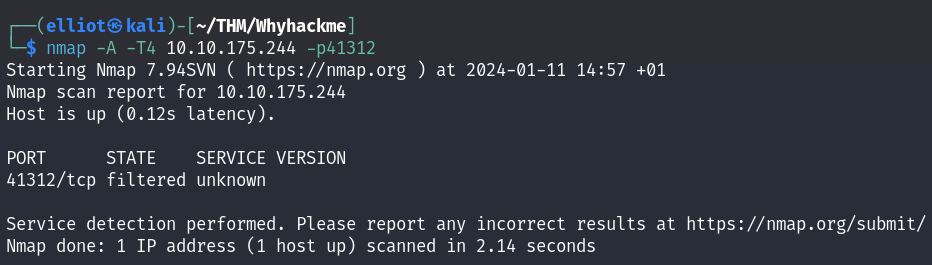 ┌──(elliot㉿kali)-[~/THM/Whyhackme]
└─$ nmap -A -T4 10.10.175.244 -p41312
Starting Nmap 7.94SVN ( https://nmap.org ) at 2024-01-11 14:57 +01
Nmap scan report for 10.10.175.244
Host is up (0.12s latency).
PORT      STATE    SERVICE VERSION
41312/tcp filtered unknown
Service detection performed. Please report any incorrect results at https://nmap.org/submit/
Nmap done: 1 IP address (1 host up) scanned in 2.14 seconds